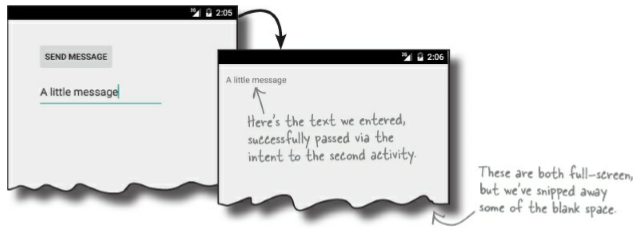 2:05
SEND MESSAGE
A little message
2:06
A little message
Here's the text we entered,
successfully passed via the
intent to the second activity.
These are both full-screen,
but we've snipped away
some of the blank space.